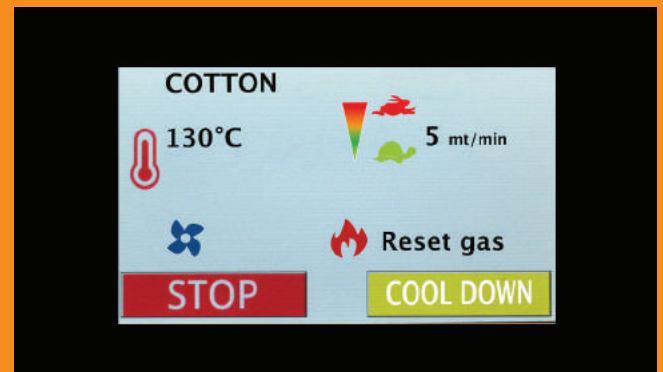 COTTON
130°C
5 mt/min
Reset gas
STOP
COOL DOWN